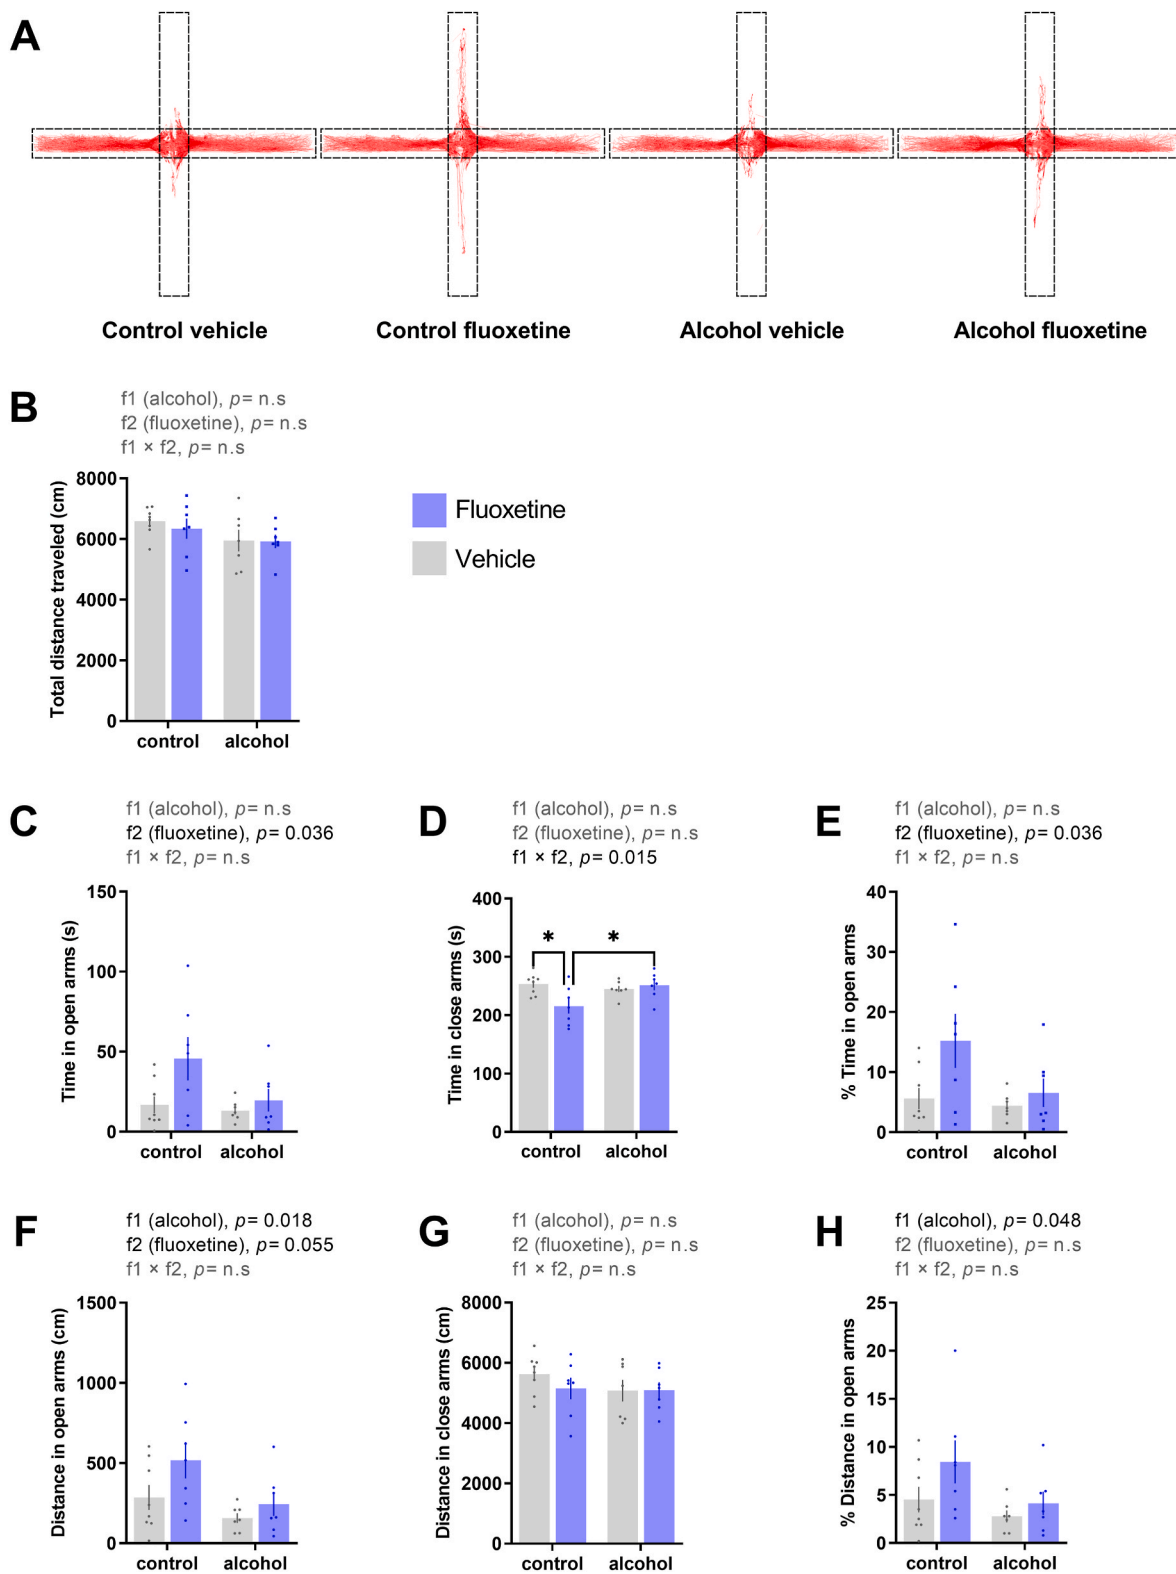 A
Control vehicle
Control fluoxetine
Alcohol vehicle
Alcohol fluoxetine
B
f1 (alcohol), p= n.s
f2 (fluoxetine), p= n.s
f1 × f2, p= n.s
Total distance traveled (cm)
8000
6000
4000
2000
0
control
alcohol
Fluoxetine
Vehicle
C
f1 (alcohol), p= n.s
f2 (fluoxetine), p= 0.036
f1 × f2, p= n.s
Time in open arms (s)
150
100
50
0
control
alcohol
D
f1 (alcohol), p= n.s
f2 (fluoxetine), p= n.s
f1 × f2, p= 0.015
Time in close arms (s)
400
300
200
100
0
*
*
control
alcohol
E
f1 (alcohol), p= n.s
f2 (fluoxetine), p= 0.036
f1 × f2, p= n.s
% Time in open arms
40
30
20
10
0
control
alcohol
F
f1 (alcohol), p= 0.018
f2 (fluoxetine), p= 0.055
f1 × f2, p= n.s
Distance in open arms (cm)
1500
1000
500
0
control
alcohol
G
f1 (alcohol), p= n.s
f2 (fluoxetine), p= n.s
f1 × f2, p= n.s
Distance in close arms (cm)
8000
6000
4000
2000
0
control
alcohol
H
f1 (alcohol), p= 0.048
f2 (fluoxetine), p= n.s
f1 × f2, p= n.s
% Distance in open arms
25
20
15
10
5
0
control
alcohol